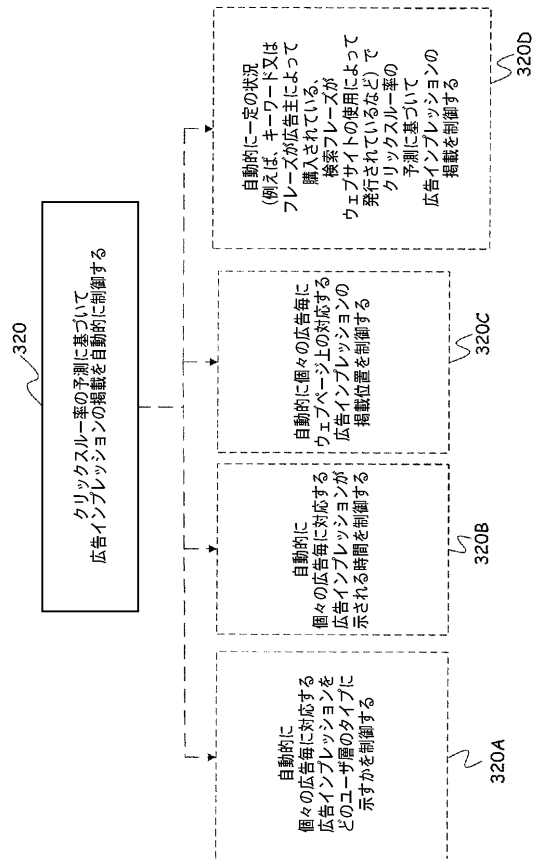 320
クリックスルー率の予測に基づいて
広告インプレッションの掲載を自動的に制御する
自動的に
個々の広告毎に対応する
広告インプレッションを
どのユーザ層のタイプに
示すかを制御する
320A
自動的に
個々の広告毎に対応する
広告インプレッションが
示される時間を制御する
320B
自動的に個々の広告毎に
ウェブページ上の対応する
広告インプレッションの
掲載位置を制御する
320C
自動的に一定の状況
(例えば、キーワード又は
フレーズが広告主によって
購入されている、
検索フレーズが
ウェブサイトの使用によって
発行されているなど)で
クリックスルー率の
予測に基づいて
広告インプレッションの
掲載を制御する
320D